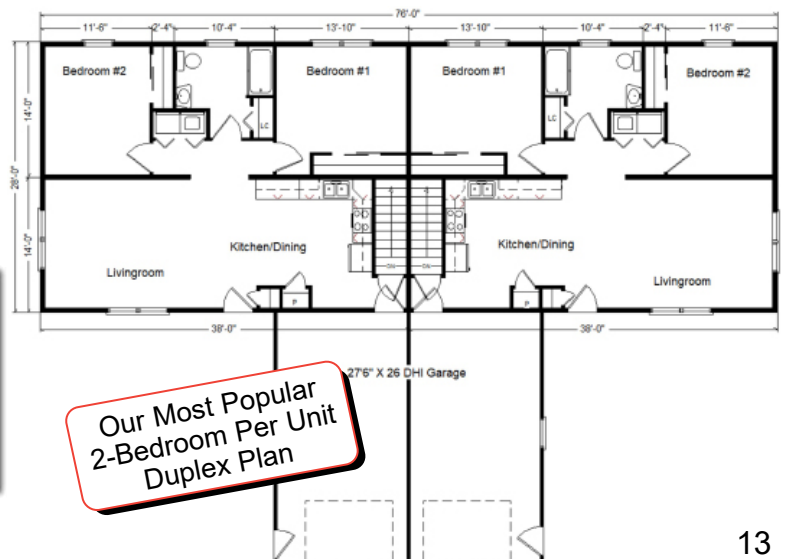 76'-0"
11'-6" 2'-4" 10'-4" 13'-10" 13'-10" 10'-4" 2'-4" 11'-6"
Bedroom #2 Bedroom #1 Bedroom #1 Bedroom #2
LC LC
14'-0"
28'-0"
14'-0"
Kitchen/Dining Kitchen/Dining
Livingroom Livingroom
DN DN
P P
38'-0" 38'-0"
27'6" X 26 DHI Garage
Our Most Popular
2-Bedroom Per Unit
Duplex Plan
13